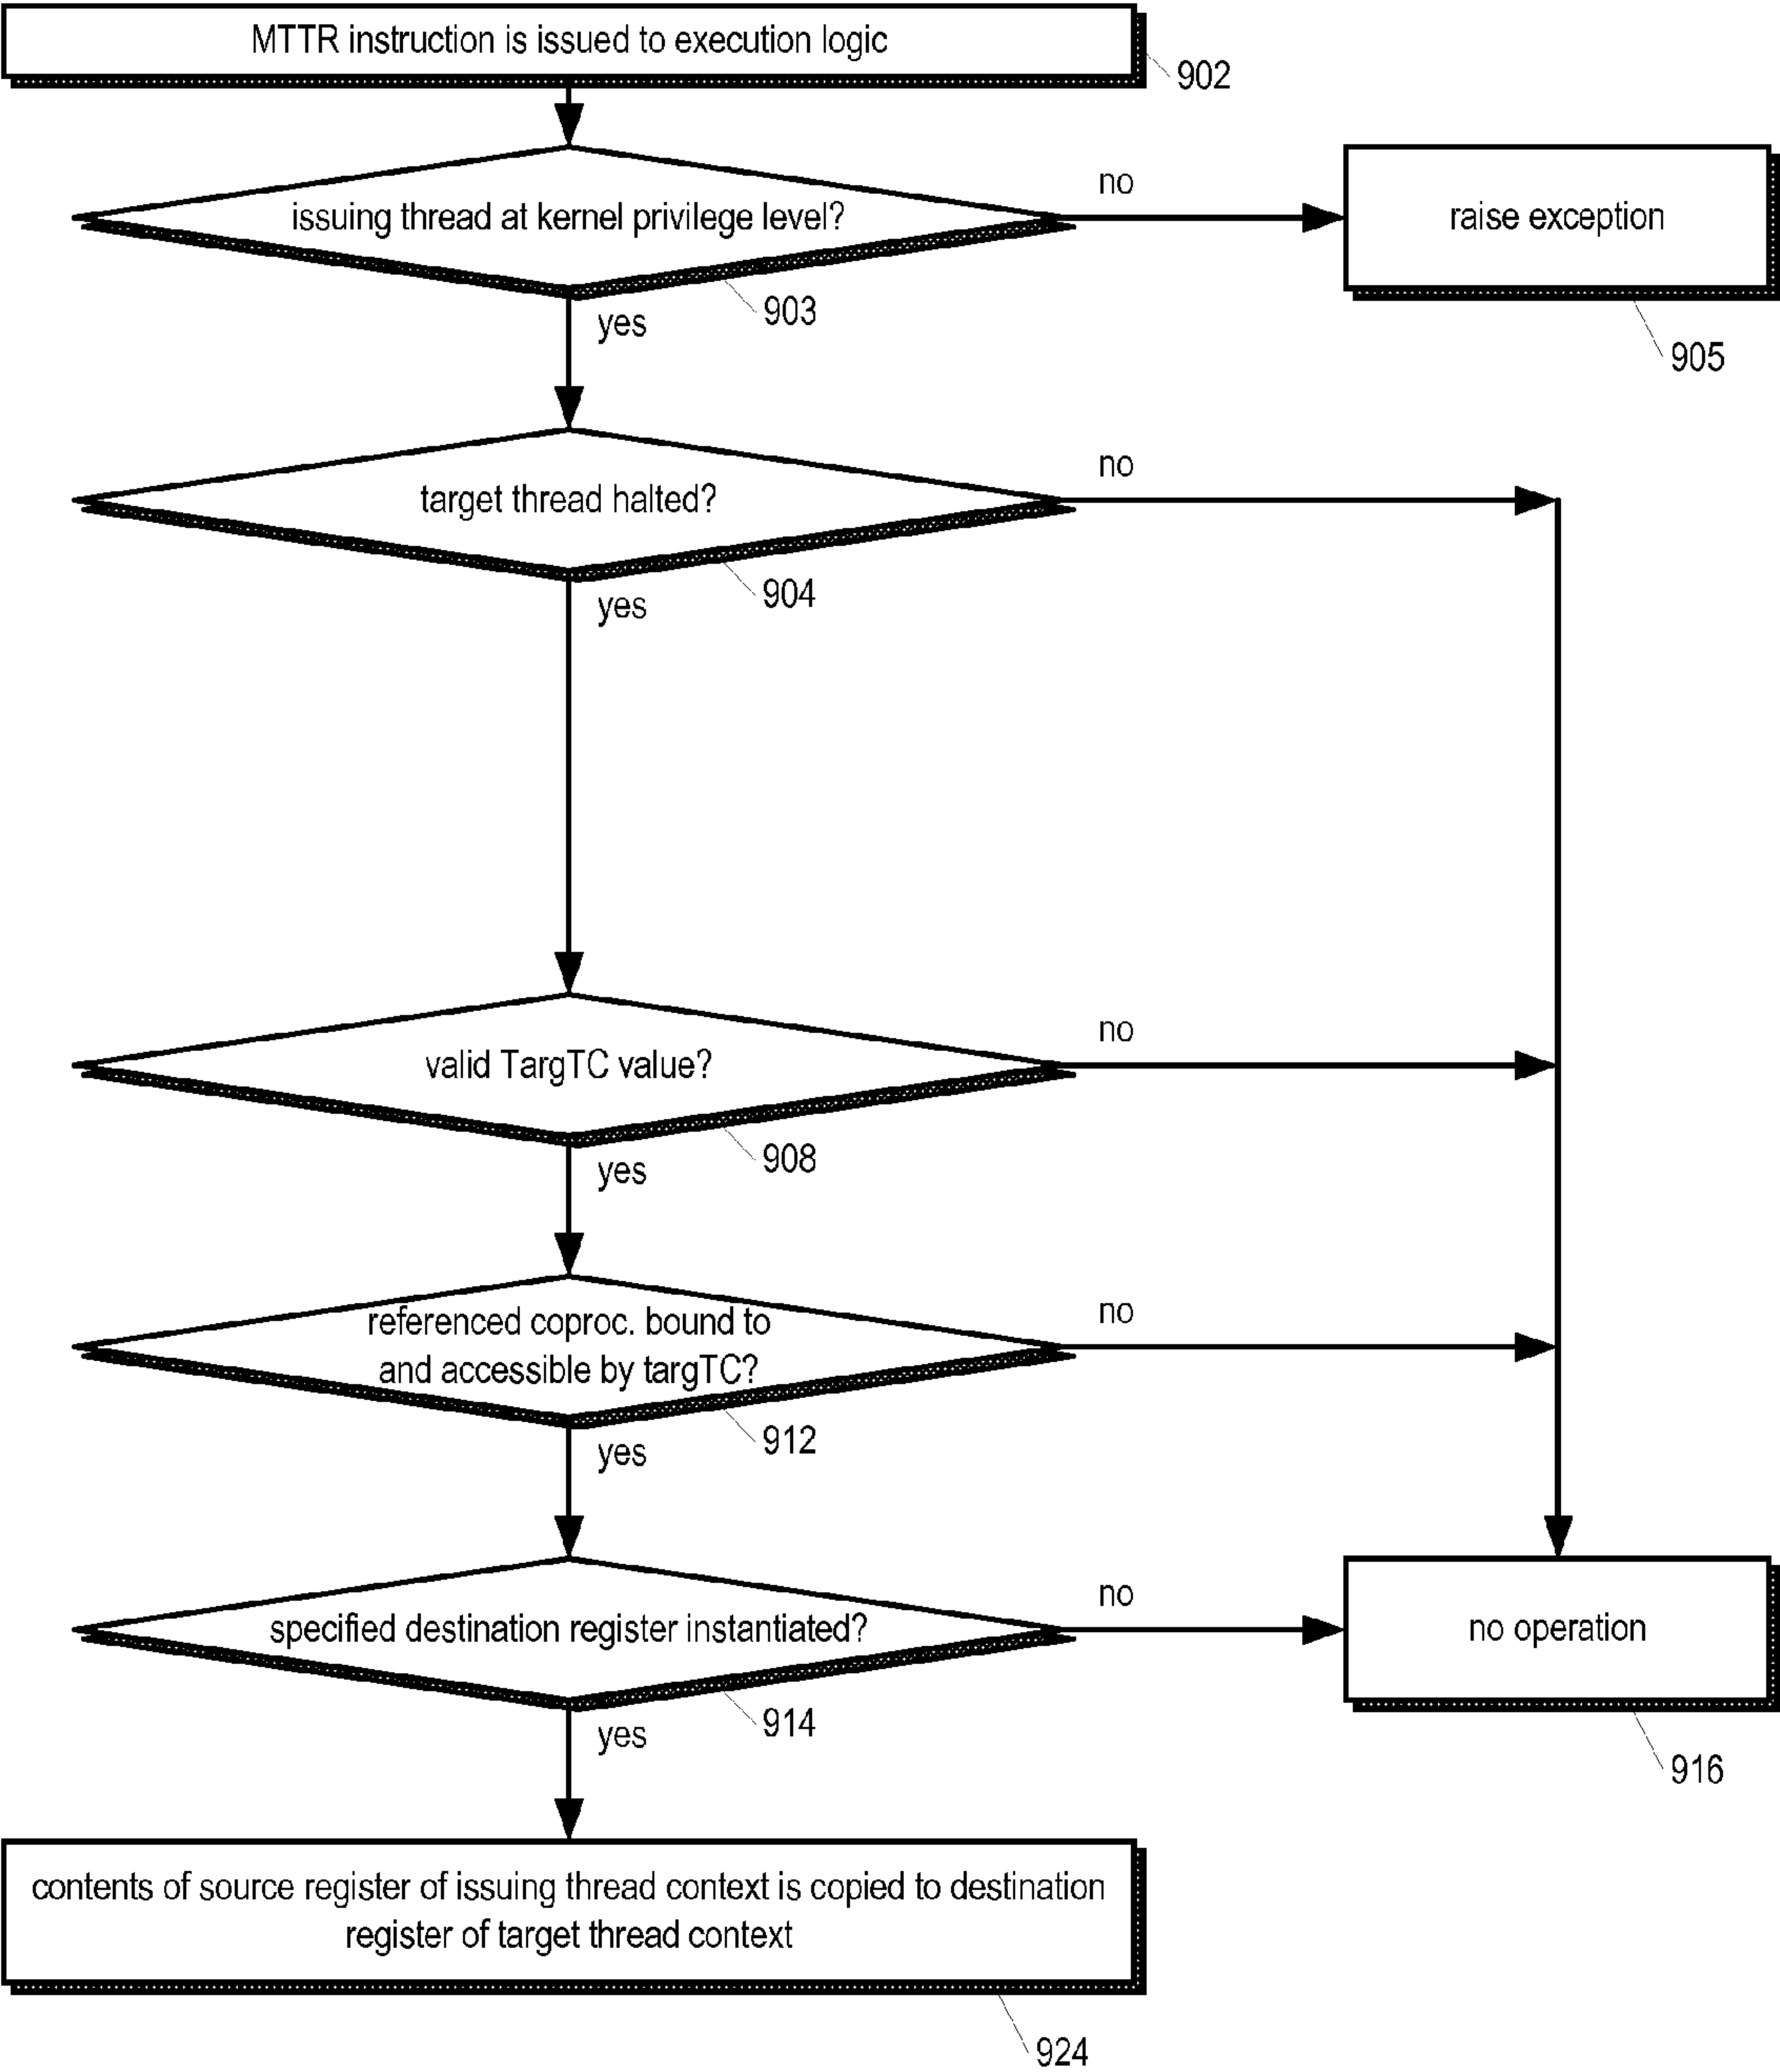 MTTR instruction is issued to execution logic
902
issuing thread at kernel privilege level?
no
raise exception
903
yes
905
target thread halted?
no
904
yes
valid TargTC value?
no
908
yes
referenced coproc. bound to
and accessible by targTC?
no
912
yes
specified destination register instantiated?
no
no operation
914
yes
916
contents of source register of issuing thread context is copied to destination
register of target thread context
924